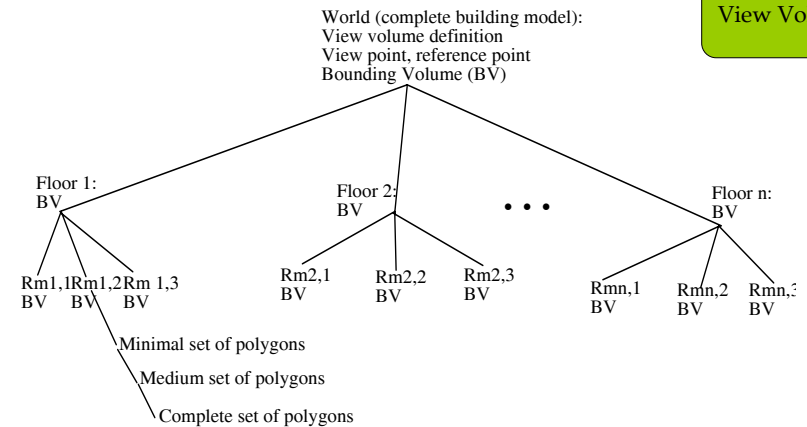 World (complete building model):
View volume definition
View point, reference point
Bounding Volume (BV)
View Vo
Floor 1:
BV
Floor 2:
BV
• • •
Floor n:
BV
Rm1,1
BV
Rm1,2
BV
Rm 1,3
BV
Rm2,1
BV
Rm2,2
BV
Rm2,3
BV
Rmn,1
BV
Rmn,2
BV
Rmn,3
BV
Minimal set of polygons
Medium set of polygons
Complete set of polygons